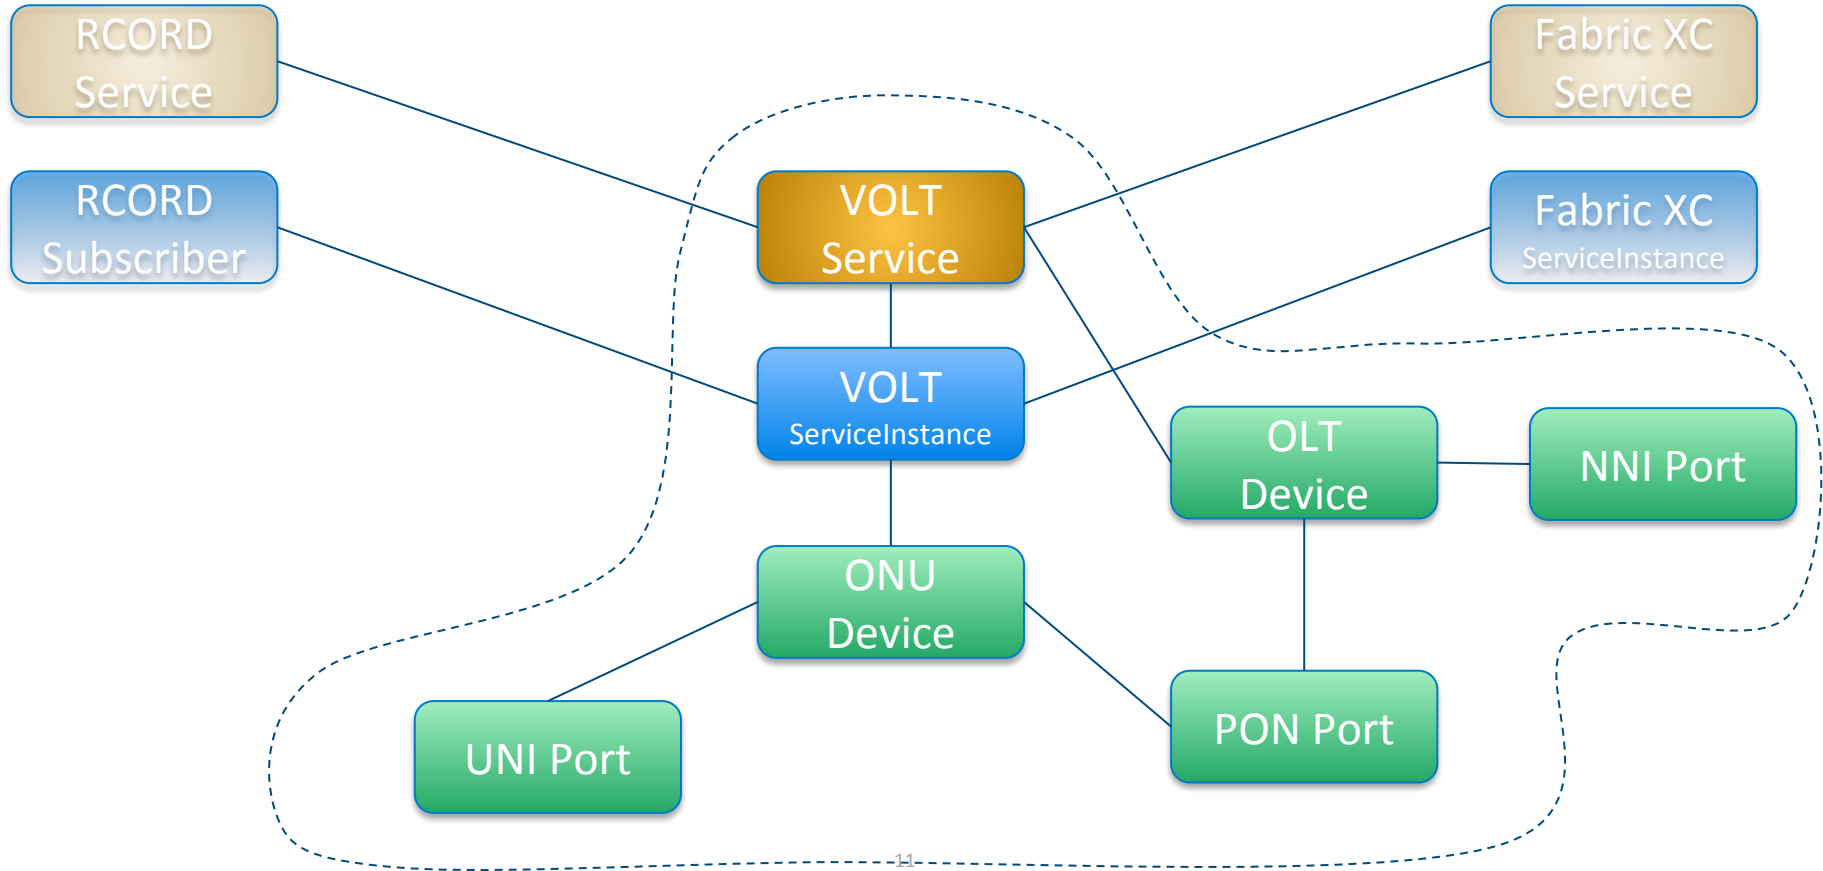 RCORD
Service
Fabric XC
Service
RCORD
Subscriber
VOLT
Service
Fabric XC
ServiceInstance
VOLT
ServiceInstance
OLT
Device
NNI Port
ONU
Device
PON Port
UNI Port
11